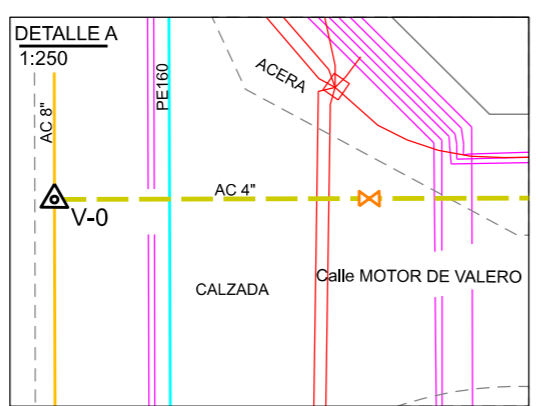 DETALLE A
1:250
AC 8"
PE160
ACERA
AC 4"
V-0
CALZADA
Calle MOTOR DE VALERO